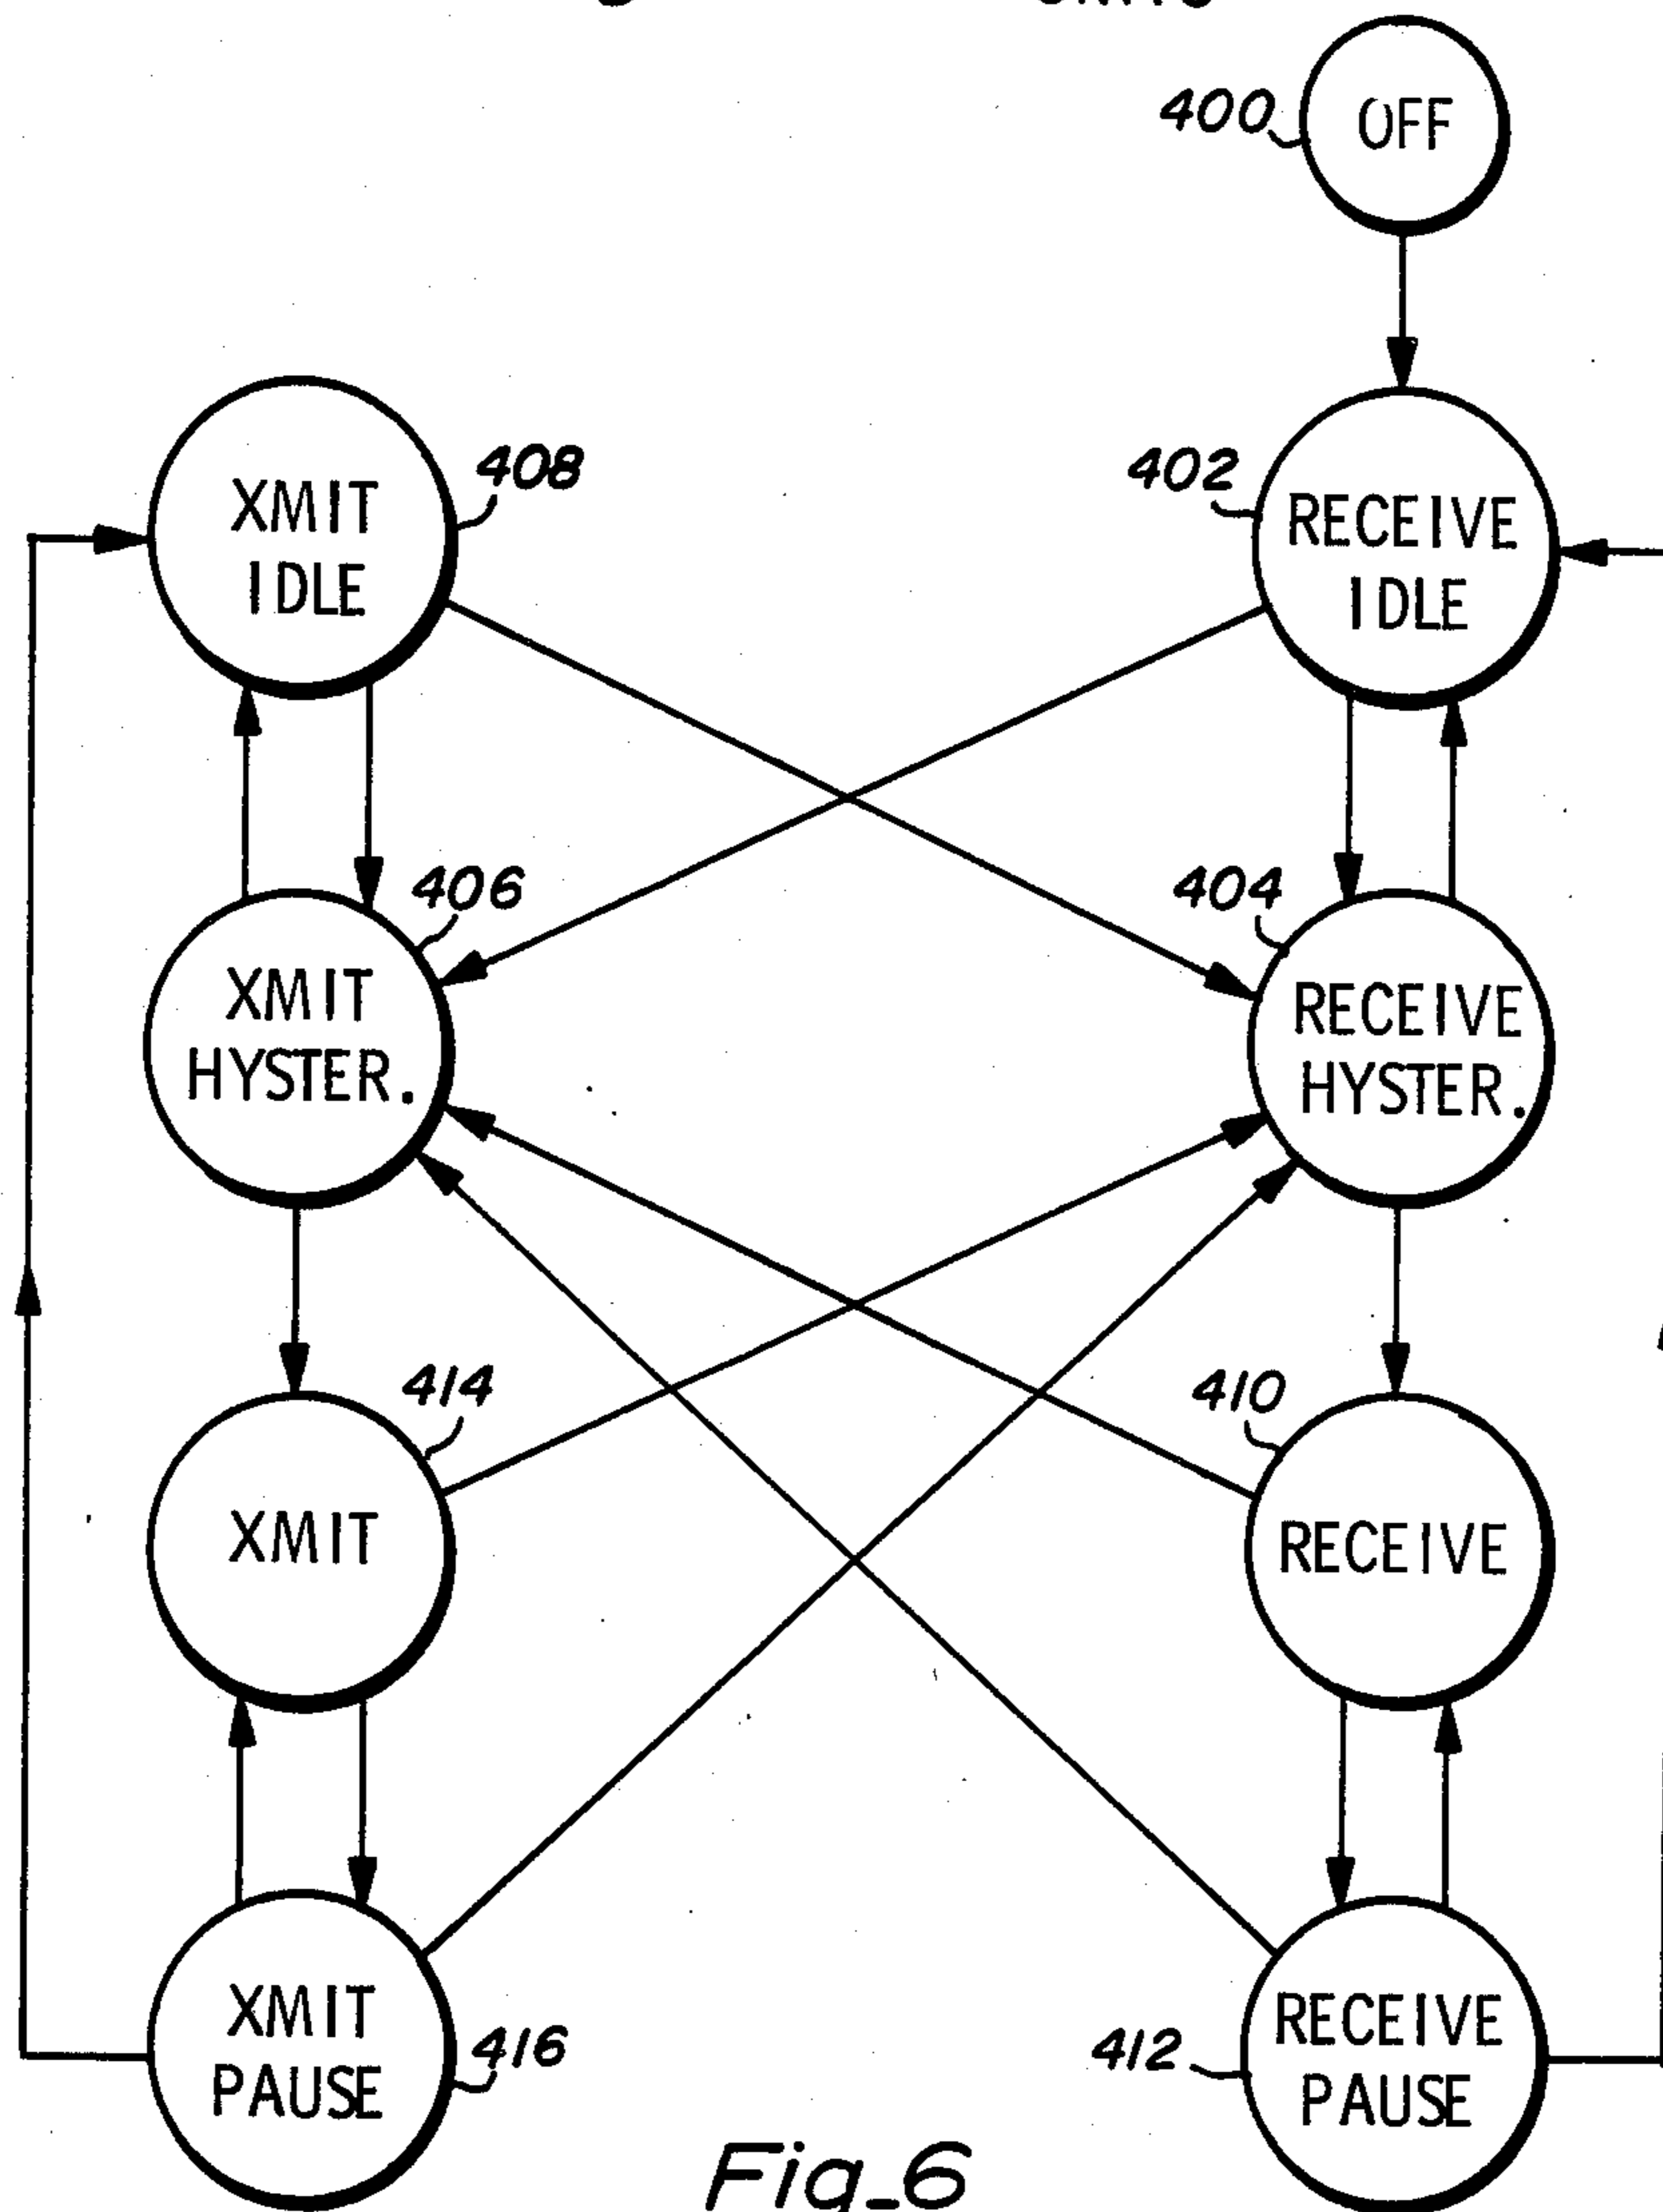 400 OFF
408
402
XMIT
IDLE
RECEIVE
IDLE
406
404
XMIT
HYSTER.
RECEIVE
HYSTER.
414
410
XMIT
RECEIVE
XMIT
PAUSE
416
412
RECEIVE
PAUSE
Fig_6